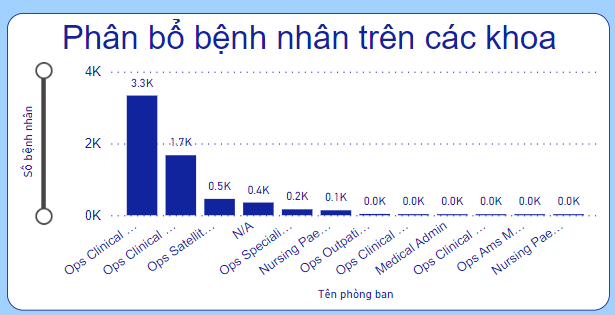 Phân bổ bệnh nhân trên các khoa
4K
3.3K
2K
1.7K
0.5K
0.4K
0.2K
0.1K
0.0K
0.0K
0.0K
0.0K
0.0K
0.0K
0K
Số bệnh nhân
Ops Clinical ...
Ops Clinical ...
Ops Satellit...
N/A
Ops Speciali...
Nursing Pae...
Ops Outpati...
Ops Clinical ...
Medical Admin
Ops Clinical ...
Ops Ams M...
Nursing Pae...
Tên phòng ban